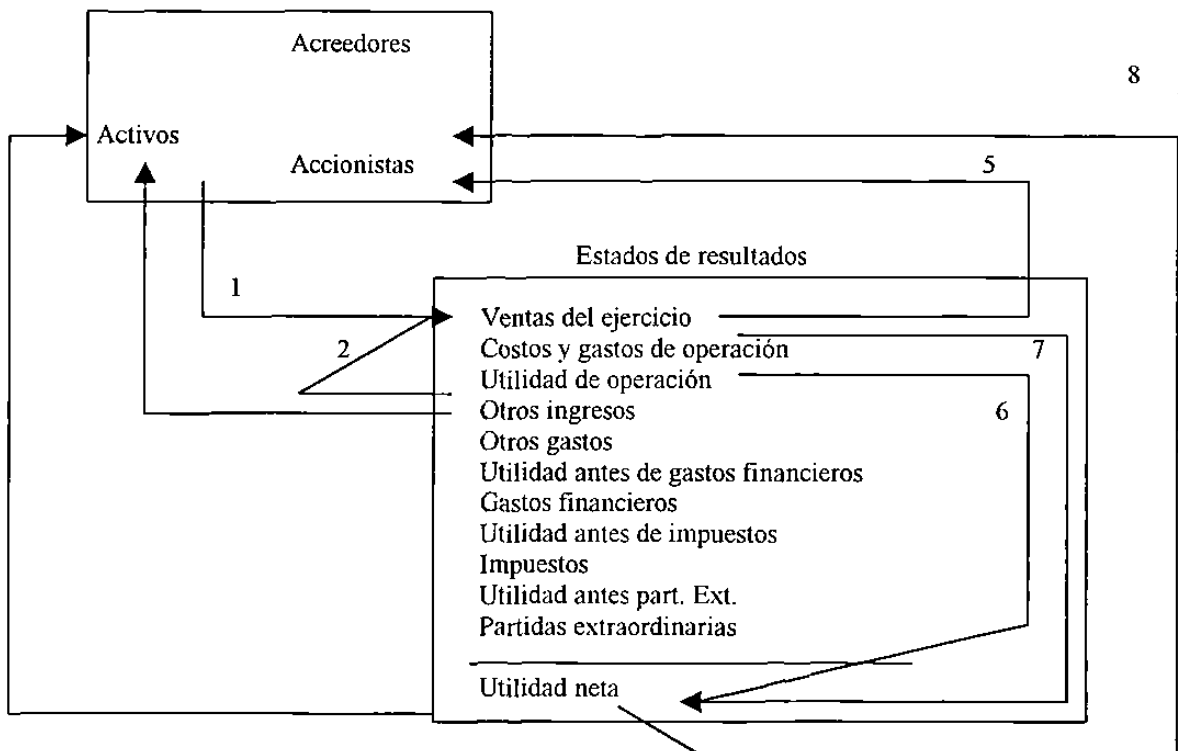 Acreedores
8
Activos
Accionistas
5
Estados de resultados
1
Ventas del ejercicio
2
Costos y gastos de operación
7
Utilidad de operación
Otros ingresos
6
Otros gastos
Utilidad antes de gastos financieros
Gastos financieros
Utilidad antes de impuestos
Impuestos
Utilidad antes part. Ext.
Partidas extraordinarias
Utilidad neta